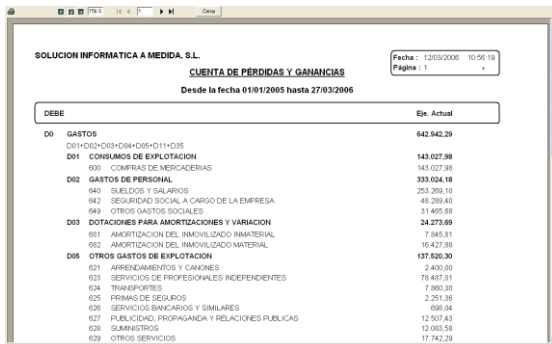 1 Cerrar
SOLUCION INFORMATICA A MEDIDA, S.L.
Fecha : 12/03/2006 10:56:19
Página : 1
CUENTA DE PÉRDIDAS Y GANANCIAS
Desde la fecha 01/01/2005 hasta 27/03/2006
DEBE Eje. Actual
D0 GASTOS 642.942,29
D01+D02+D03+D04+D05+D11+D35
D01 CONSUMOS DE EXPLOTACION 143.027,98
600 COMPRAS DE MERCADERIAS 143.027,98
D02 GASTOS DE PERSONAL 333.024,18
640 SUELDOS Y SALARIOS 253.269,10
642 SEGURIDAD SOCIAL A CARGO DE LA EMPRESA 48.289,40
649 OTROS GASTOS SOCIALES 31.465,68
D03 DOTACIONES PARA AMORTIZACIONES Y VARIACION 24.273,69
681 AMORTIZACION DEL INMOVILIZADO INMATERIAL 7.845,81
682 AMORTIZACION DEL INMOVILIZADO MATERIAL 16.427,88
D05 OTROS GASTOS DE EXPLOTACION 137.520,30
621 ARRENDAMIENTOS Y CANONES 2.400,00
623 SERVICIOS DE PROFESIONALES INDEPENDIENTES 78.487,01
624 TRANSPORTES 7.860,30
625 PRIMAS DE SEGUROS 2.251,36
626 SERVICIOS BANCARIOS Y SIMILARES 698,04
627 PUBLICIDAD, PROPAGANDA Y RELACIONES PUBLICAS 12.507,43
628 SUMINISTROS 12.083,58
629 OTROS SERVICIOS 17.742,29